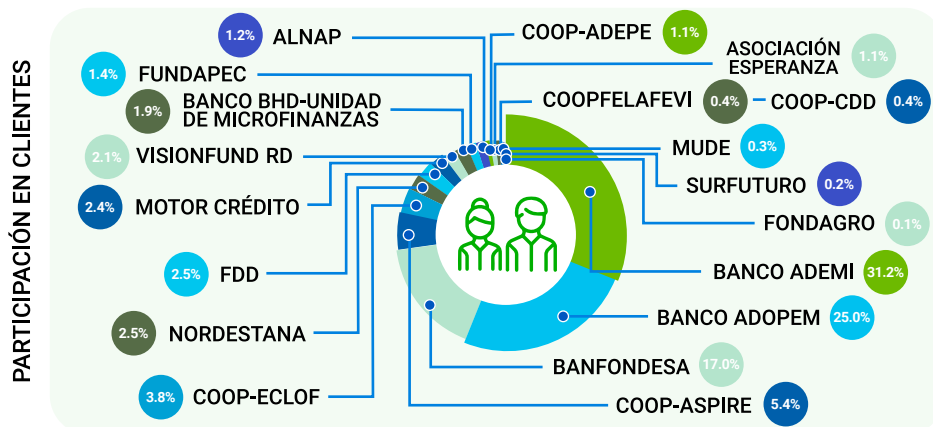 PARTICIPACIÓN EN CLIENTES
1.2% ALNAP
1.4% FUNDAPEC
1.9% BANCO BHD-UNIDAD
DE MICROFINANZAS
2.1% VISIONFUND RD
2.4% MOTOR CRÉDITO
2.5% FDD
2.5% NORDESTANA
3.8% COOP-ECLOF
COOP-ADEPE 1.1%
ASOCIACIÓN
ESPERANZA 1.1%
COOPFELAFEVI 0.4% COOP-CDD 0.4%
MUDE 0.3%
SURFUTURO 0.2%
FONDAGRO 0.1%
BANCO ADEMI 31.2%
BANCO ADOPEM 25.0%
BANFONDESA 17.0%
COOP-ASPIRE 5.4%